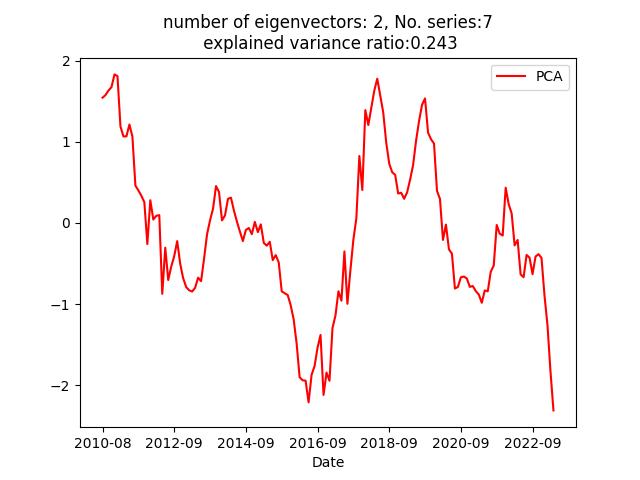 number of eigenvectors: 2, No. series:7
explained variance ratio:0.243
PCA
2
1
0
−1
−2
2010-08 2012-09 2014-09 2016-09 2018-09 2020-09 2022-09
Date